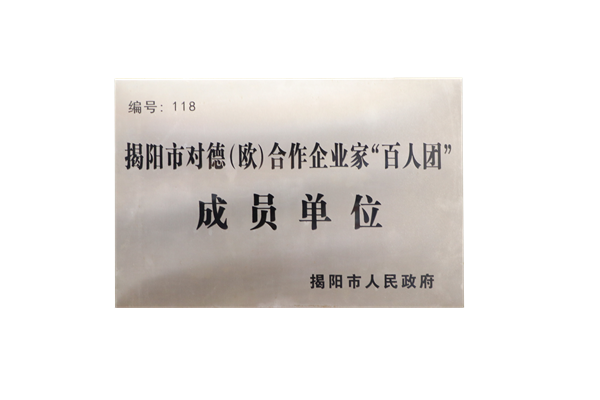 编号：118
揭阳市对德（欧）合作企业家“百人团”
成员单位
揭阳市人民政府